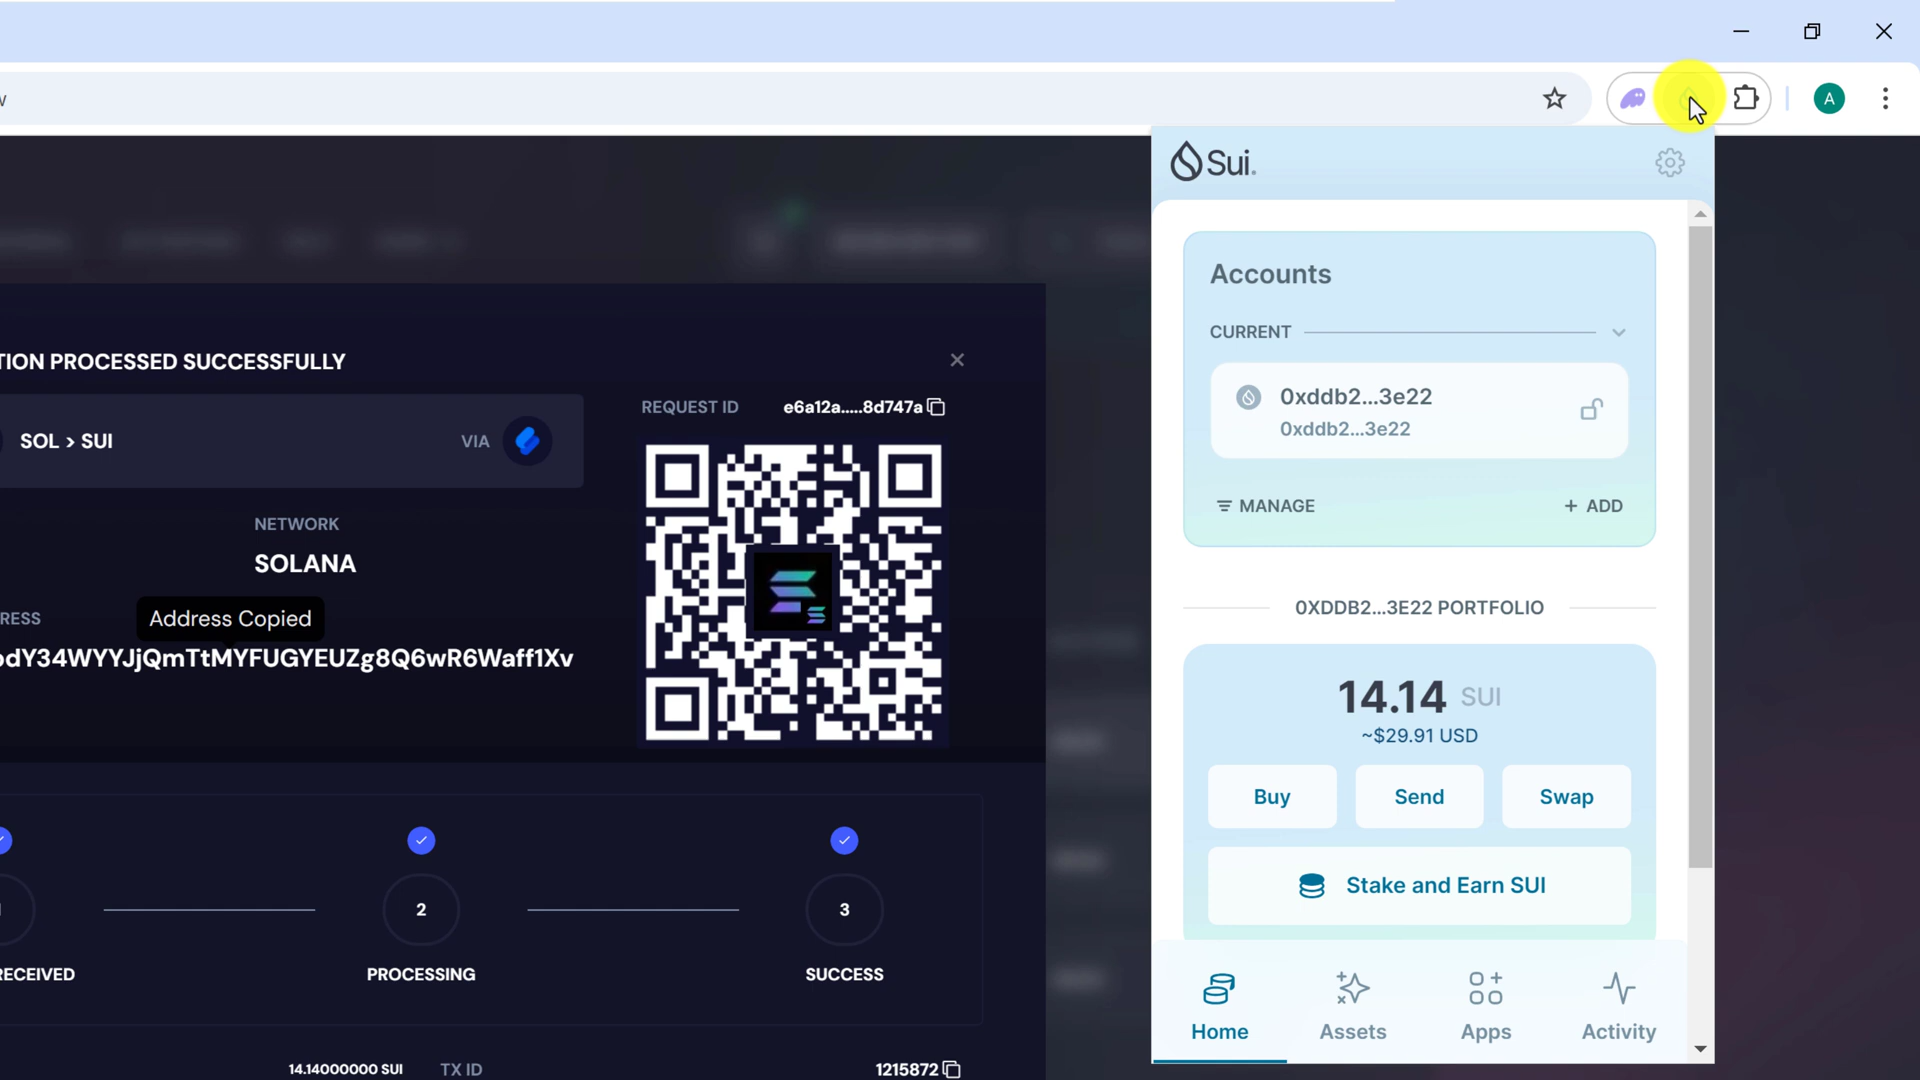 w
A
Sui.
Accounts
CURRENT
0xddb2...3e22
0xddb2...3e22
MANAGE
+ ADD
0XDDB2...3E22 PORTFOLIO
14.14 SUI
~$29.91 USD
Buy
Send
Swap
Stake and Earn SUI
Home
Assets
Apps
Activity
TION PROCESSED SUCCESSFULLY
SOL > SUI
VIA
REQUEST ID
e6a12a.....8d747a
NETWORK
SOLANA
RESS
Address Copied
dY34WYYJjQmTtMYFUGYEUZg8Q6wR6Waff1Xv
2
3
RECEIVED
PROCESSING
SUCCESS
14.14000000 SUI
TX ID
1215872